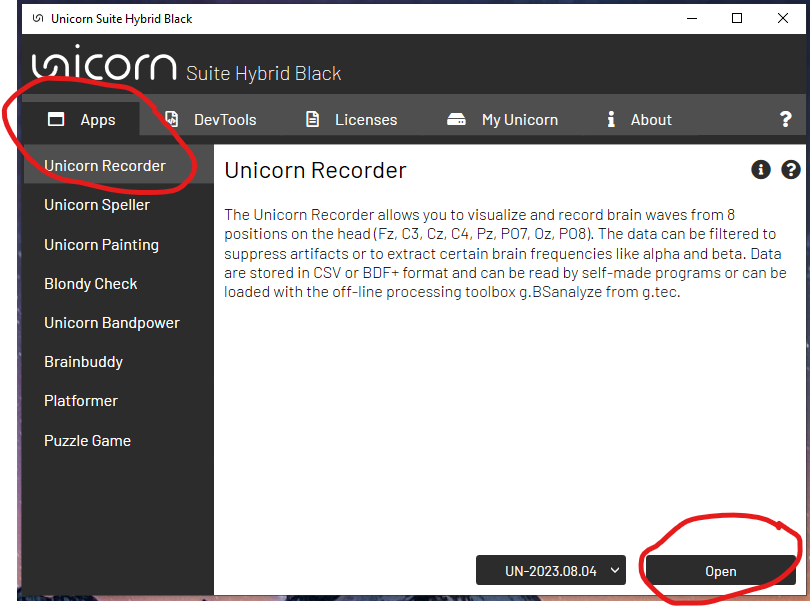 Unicorn Suite Hybrid Black
unicorn Suite Hybrid Black
Apps DevTools Licenses My Unicorn About ?
Unicorn Recorder
Unicorn Speller
Unicorn Painting
Blondy Check
Unicorn Bandpower
Brainbuddy
Platformer
Puzzle Game
Unicorn Recorder
The Unicorn Recorder allows you to visualize and record brain waves from 8
positions on the head (Fz, C3, Cz, C4, Pz, PO7, Oz, PO8). The data can be filtered to
suppress artifacts or to extract certain brain frequencies like alpha and beta. Data
are stored in CSV or BDF+ format and can be read by self-made programs or can be
loaded with the off-line processing toolbox g.BSanalyze from g.tec.
UN-2023.08.04 Open